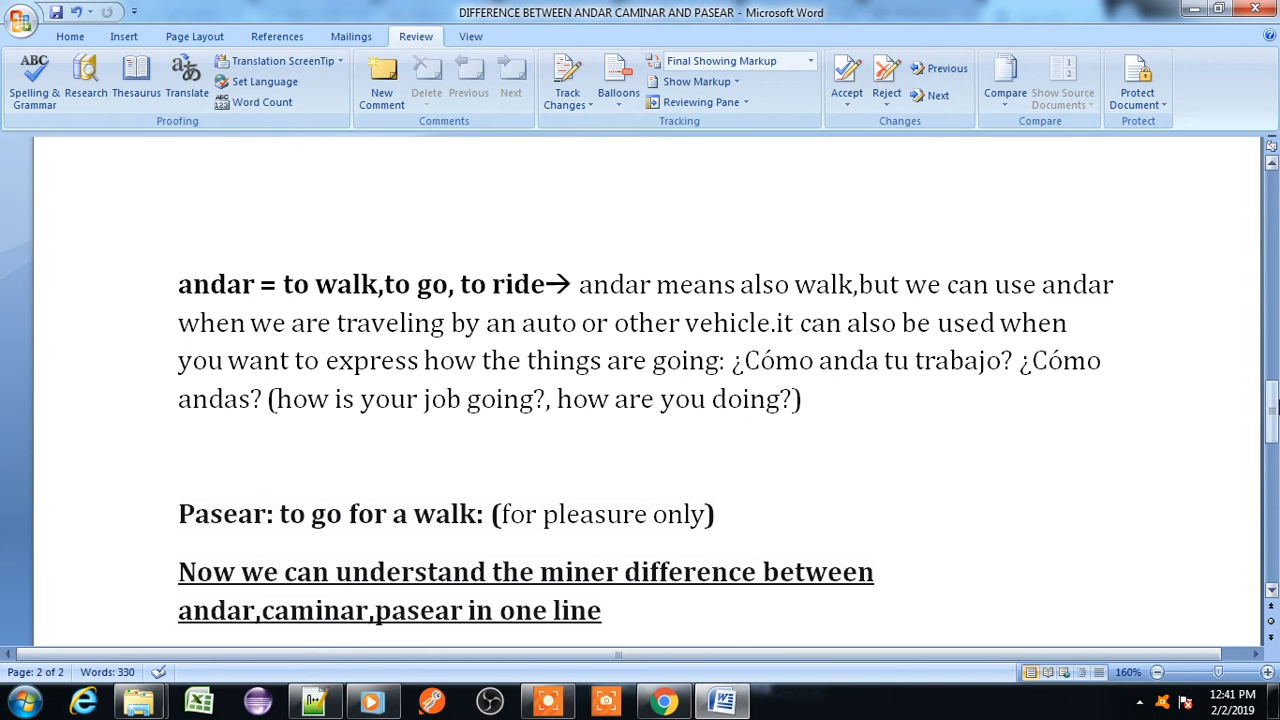 DIFFERENCE BETWEEN ANDAR CAMINAR AND PASEAR - Microsoft Word
Home Insert Page Layout References Mailings Review View
ABC Spelling & Grammar
Research
Thesaurus
Translate
Translation ScreenTip
Set Language
Word Count
Proofing
New Comment
Delete
Previous
Next
Comments
Track Changes
Balloons
Final Showing Markup
Show Markup
Reviewing Pane
Tracking
Accept
Reject
Previous
Next
Changes
Compare
Show Source Documents
Compare
Protect Document
Protect
andar = to walk,to go, to ride→ andar means also walk,but we can use andar
when we are traveling by an auto or other vehicle.it can also be used when
you want to express how the things are going: ¿Cómo anda tu trabajo? ¿Cómo
andas? (how is your job going?, how are you doing?)
Pasear: to go for a walk: (for pleasure only)
Now we can understand the miner difference between
andar,caminar,pasear in one line
Page: 2 of 2 Words: 330 160%
12:41 PM
2/2/2019